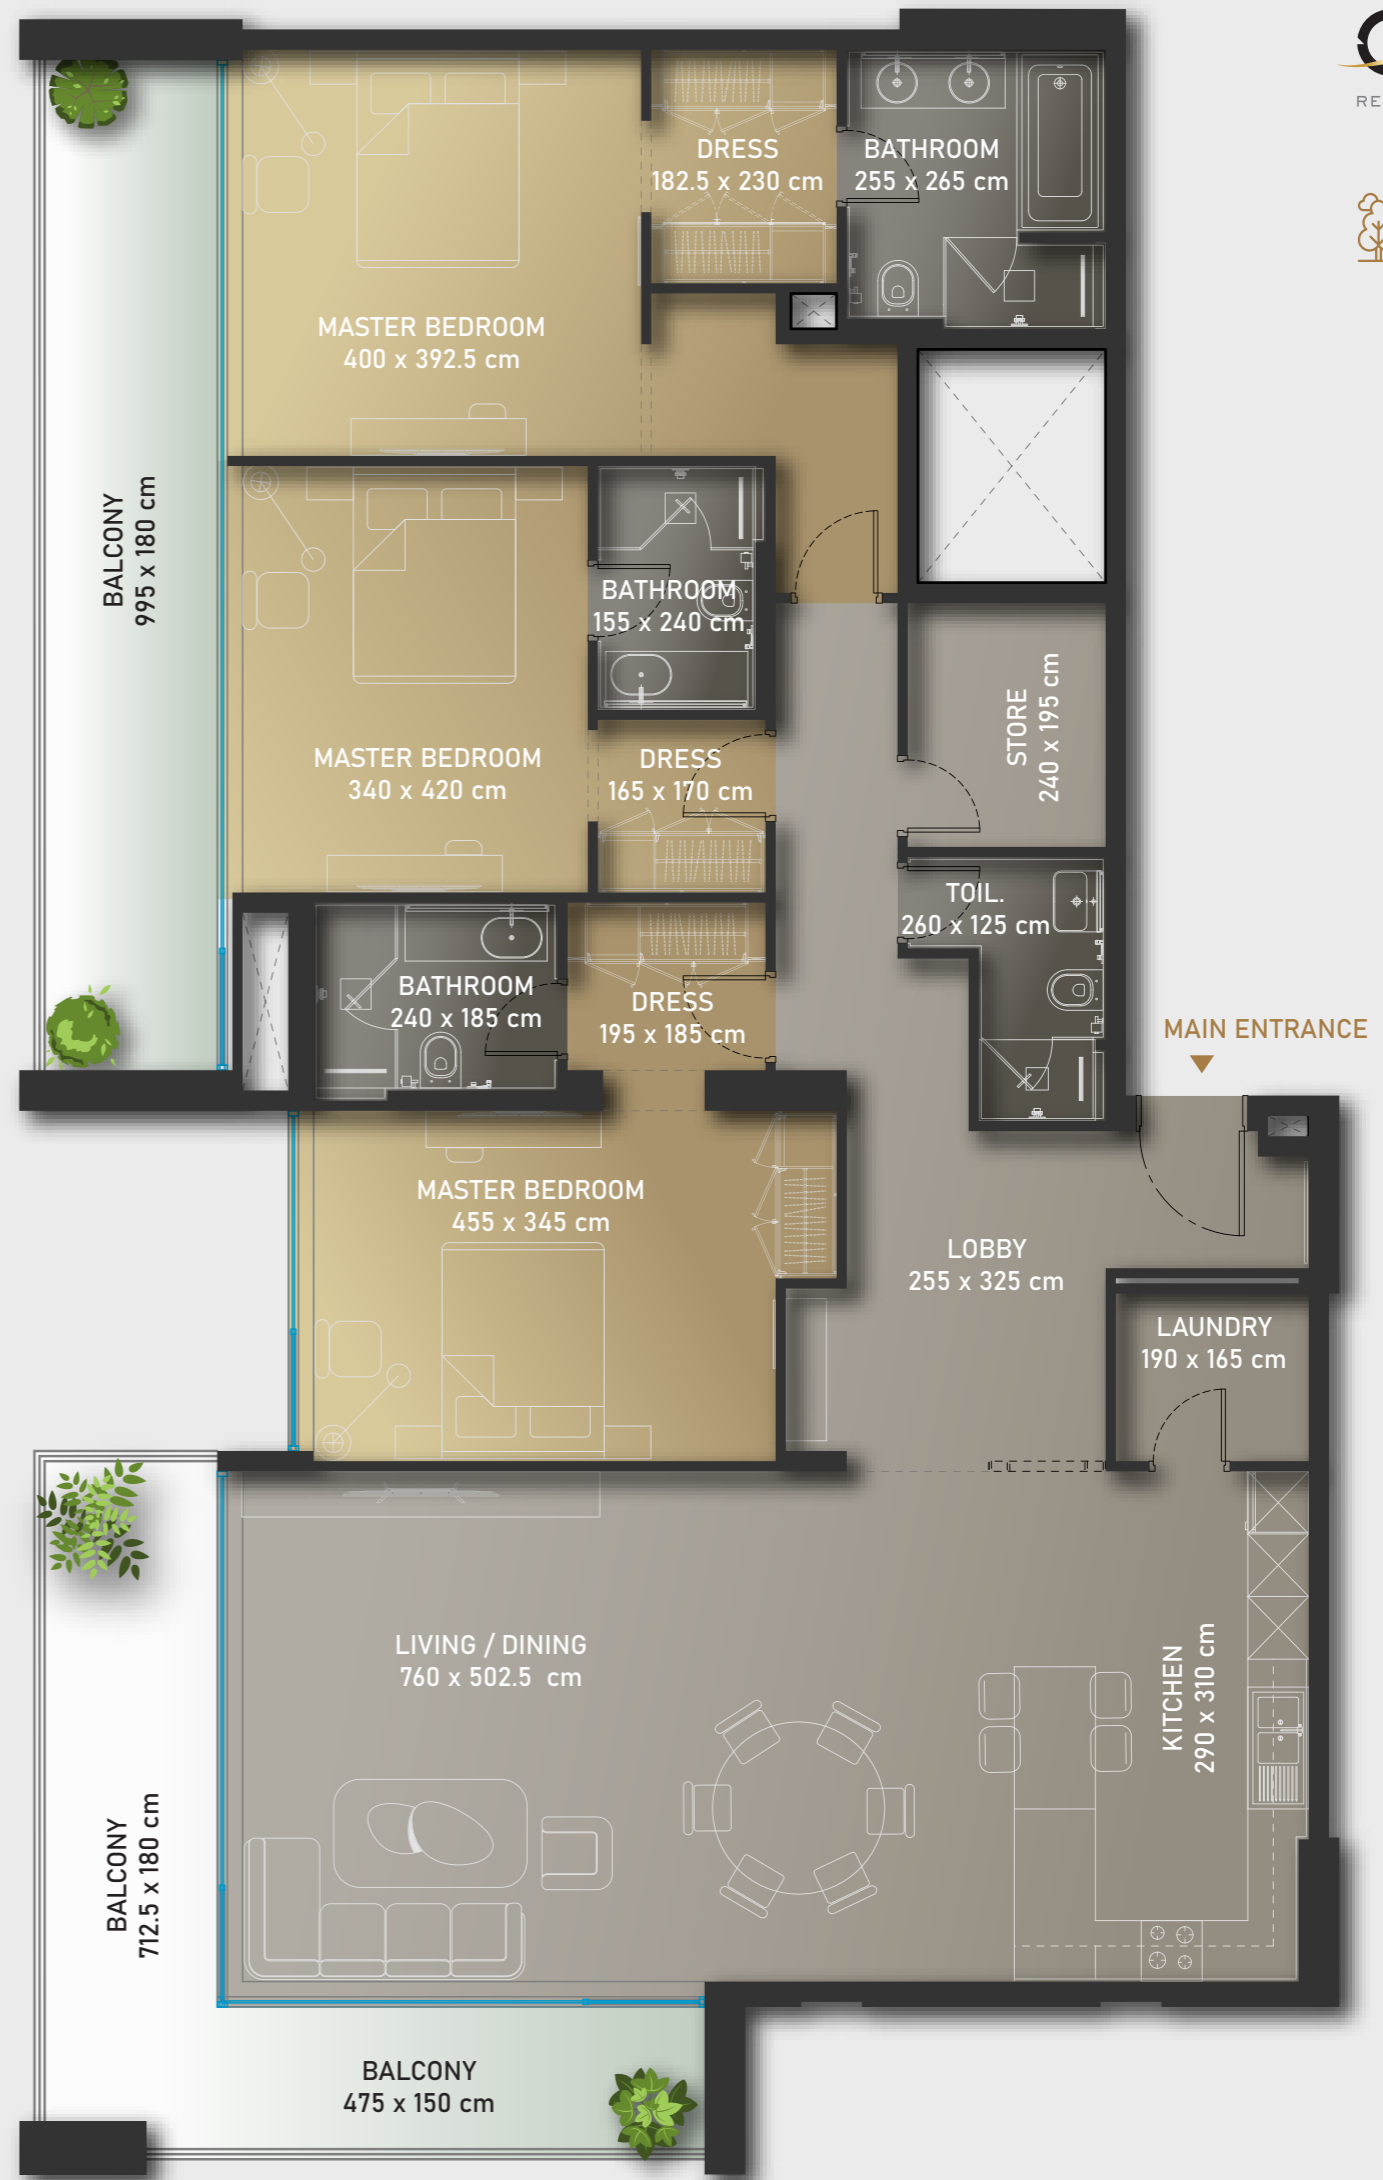 DRESS
182.5 x 230 cm
BATHROOM
255 x 265 cm
MASTER BEDROOM
400 x 392.5 cm
BALCONY
995 x 180 cm
BATHROOM
155 x 240 cm
STORE
240 x 195 cm
MASTER BEDROOM
340 x 420 cm
DRESS
165 x 170 cm
TOIL.
260 x 125 cm
BATHROOM
240 x 185 cm
DRESS
195 x 185 cm
MAIN ENTRANCE
MASTER BEDROOM
455 x 345 cm
LOBBY
255 x 325 cm
LAUNDRY
190 x 165 cm
LIVING / DINING
760 x 502.5 cm
KITCHEN
290 x 310 cm
BALCONY
712.5 x 180 cm
BALCONY
475 x 150 cm